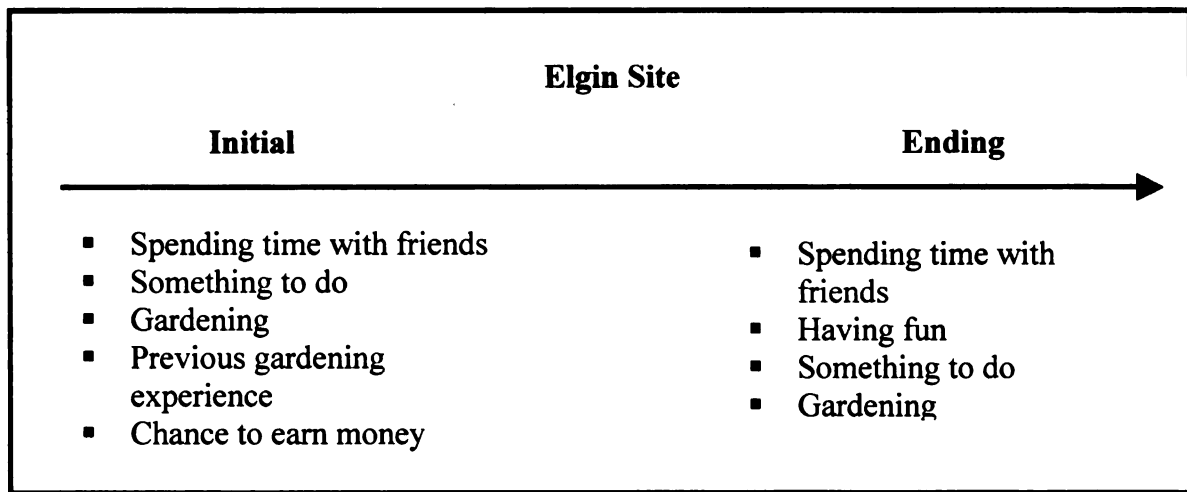 Elgin Site
Initial
Ending
▪ Spending time with friends
▪ Something to do
▪ Gardening
▪ Previous gardening
experience
▪ Chance to earn money
▪ Spending time with
friends
▪ Having fun
▪ Something to do
▪ Gardening